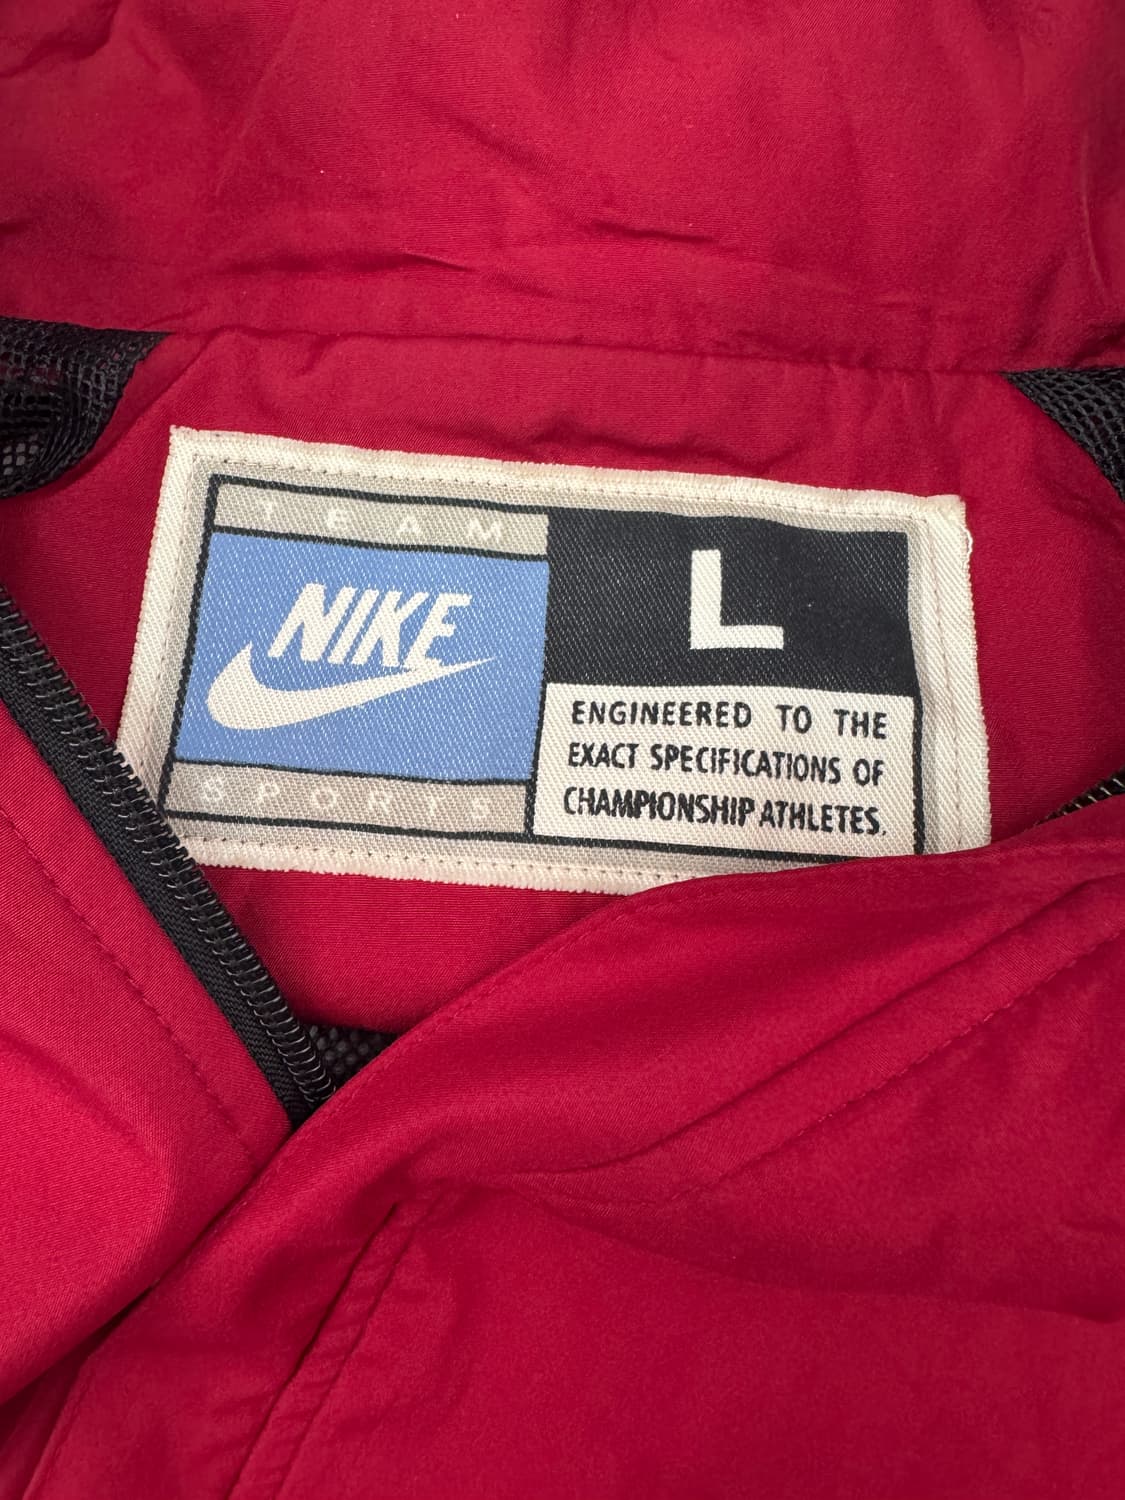 TEAM
NIKE
SPORTS
L
ENGINEERED TO THE
EXACT SPECIFICATIONS OF
CHAMPIONSHIP ATHLETES.